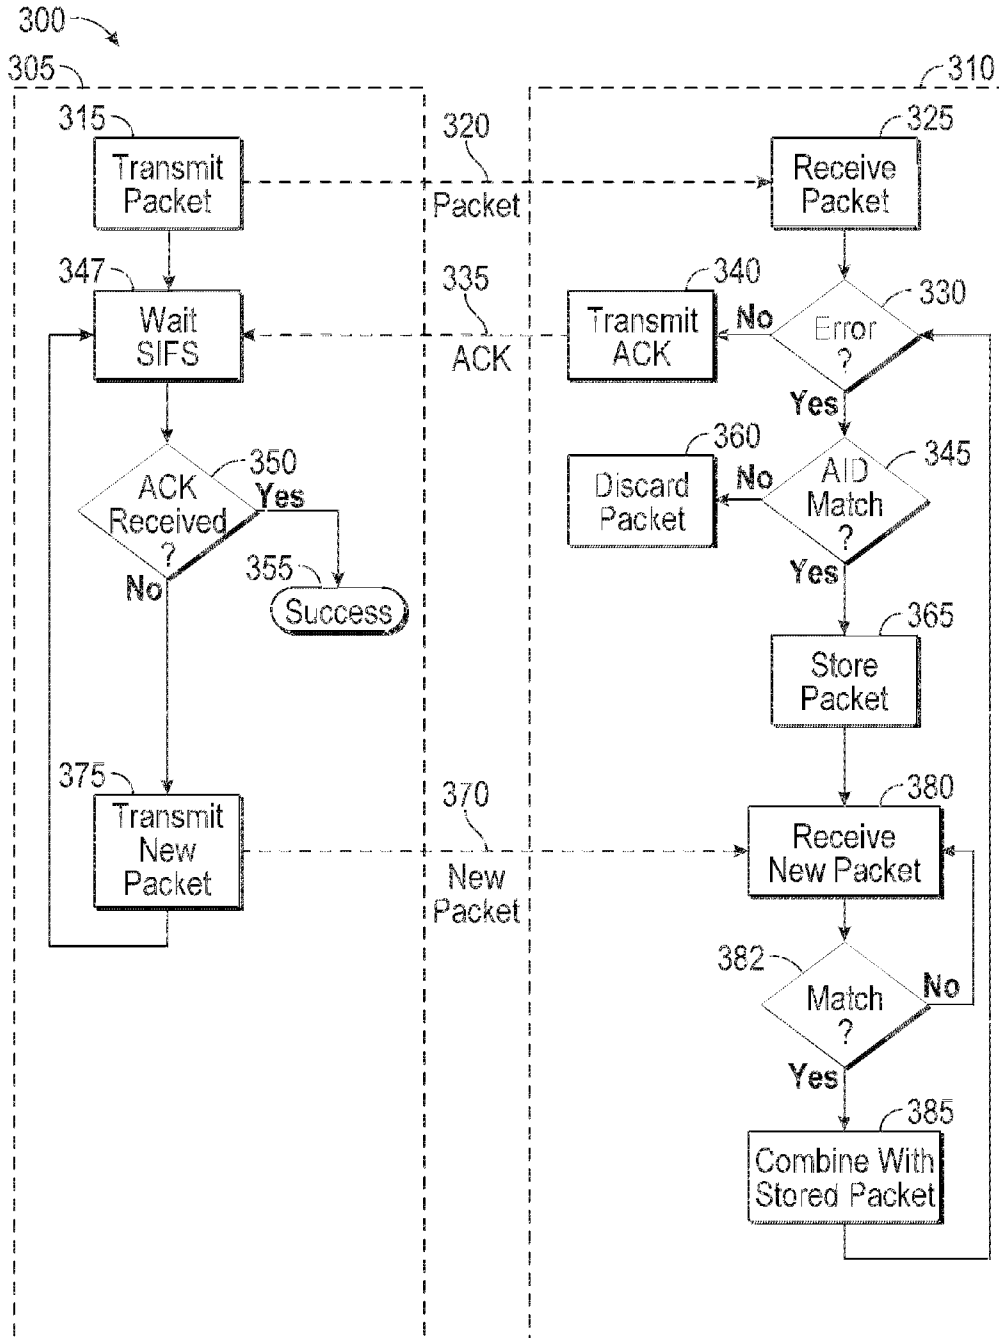 300
305
310
315
320
325
Transmit
Packet
Packet
Receive
Packet
347
335
340
330
Wait
SIFS
ACK
Transmit
ACK
No
Error
?
Yes
350
360
345
ACK
Received
?
Yes
No
Discard
Packet
No
AID
Match
?
Yes
355
Success
365
Store
Packet
375
370
380
Transmit
New
Packet
New
Packet
Receive
New Packet
382
Match
?
No
Yes
385
Combine With
Stored Packet